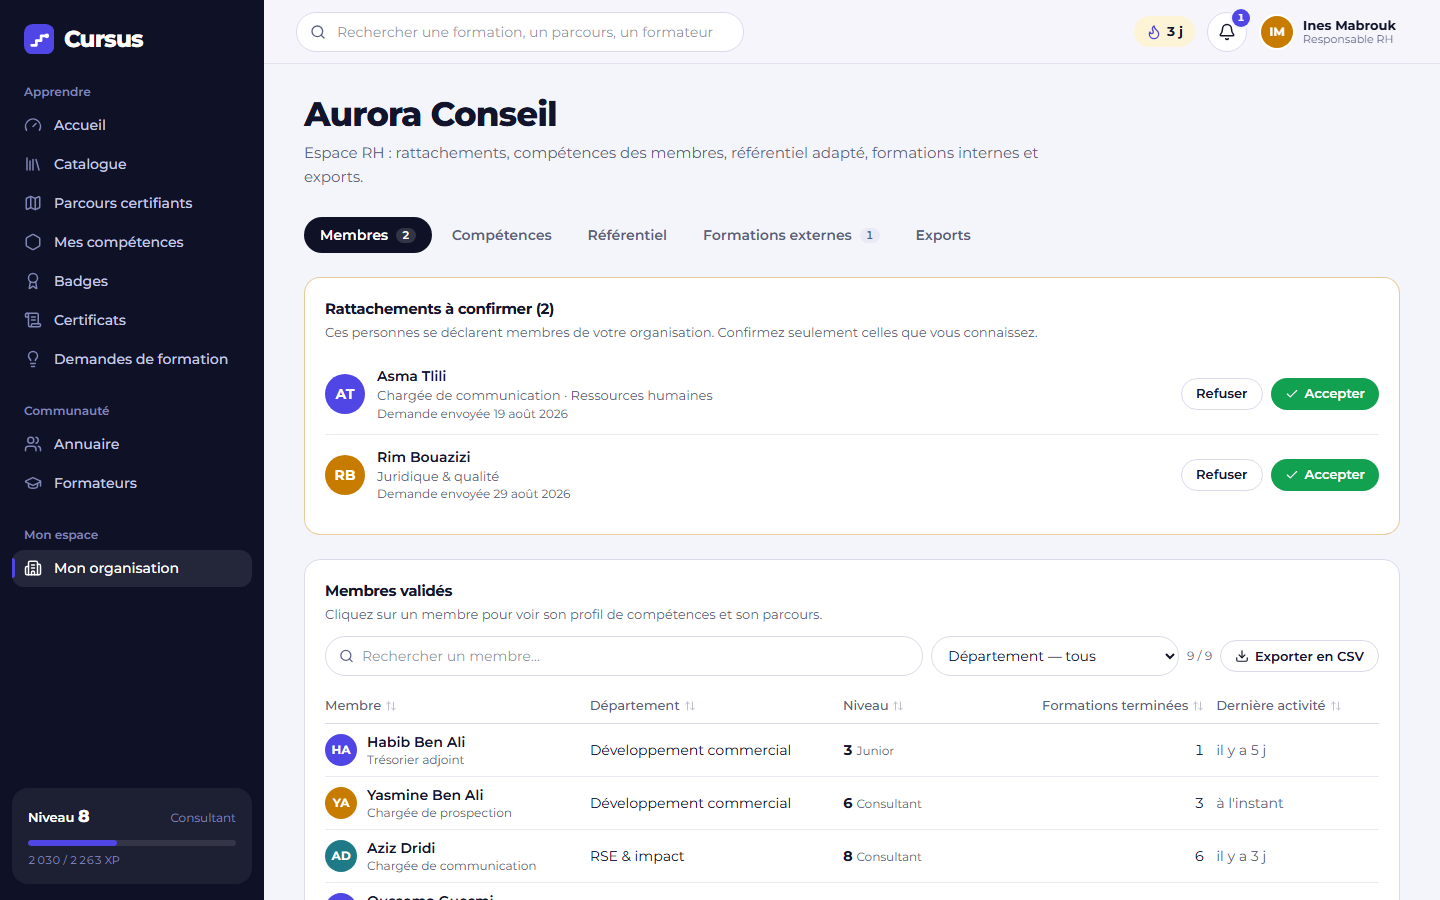 Cursus
Rechercher une formation, un parcours, un formateur
3 j
1
IM
Ines Mabrouk
Responsable RH
Apprendre
Accueil
Catalogue
Parcours certifiants
Mes compétences
Badges
Certificats
Demandes de formation
Communauté
Annuaire
Formateurs
Mon espace
Mon organisation
Niveau 8
Consultant
2 030 / 2 263 XP
Aurora Conseil
Espace RH : rattachements, compétences des membres, référentiel adapté, formations internes et
exports.
Membres 2
Compétences
Référentiel
Formations externes 1
Exports
Rattachements à confirmer (2)
Ces personnes se déclarent membres de votre organisation. Confirmez seulement celles que vous connaissez.
AT
Asma Tlili
Chargée de communication · Ressources humaines
Demande envoyée 19 août 2026
Refuser
Accepter
RB
Rim Bouazizi
Juridique & qualité
Demande envoyée 29 août 2026
Refuser
Accepter
Membres validés
Cliquez sur un membre pour voir son profil de compétences et son parcours.
Rechercher un membre...
Département — tous
9 / 9
Exporter en CSV
Membre
Département
Niveau
Formations terminées
Dernière activité
HA
Habib Ben Ali
Trésorier adjoint
Développement commercial
3 Junior
1
il y a 5 j
YA
Yasmine Ben Ali
Chargée de prospection
Développement commercial
6 Consultant
3
à l'instant
AD
Aziz Dridi
Chargée de communication
RSE & impact
8 Consultant
6
il y a 3 j